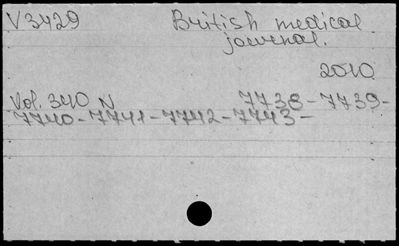 V3429 British medical
journal.
2010
Vol. 340 N 7738-7739-
7740-7741-7742-7743-